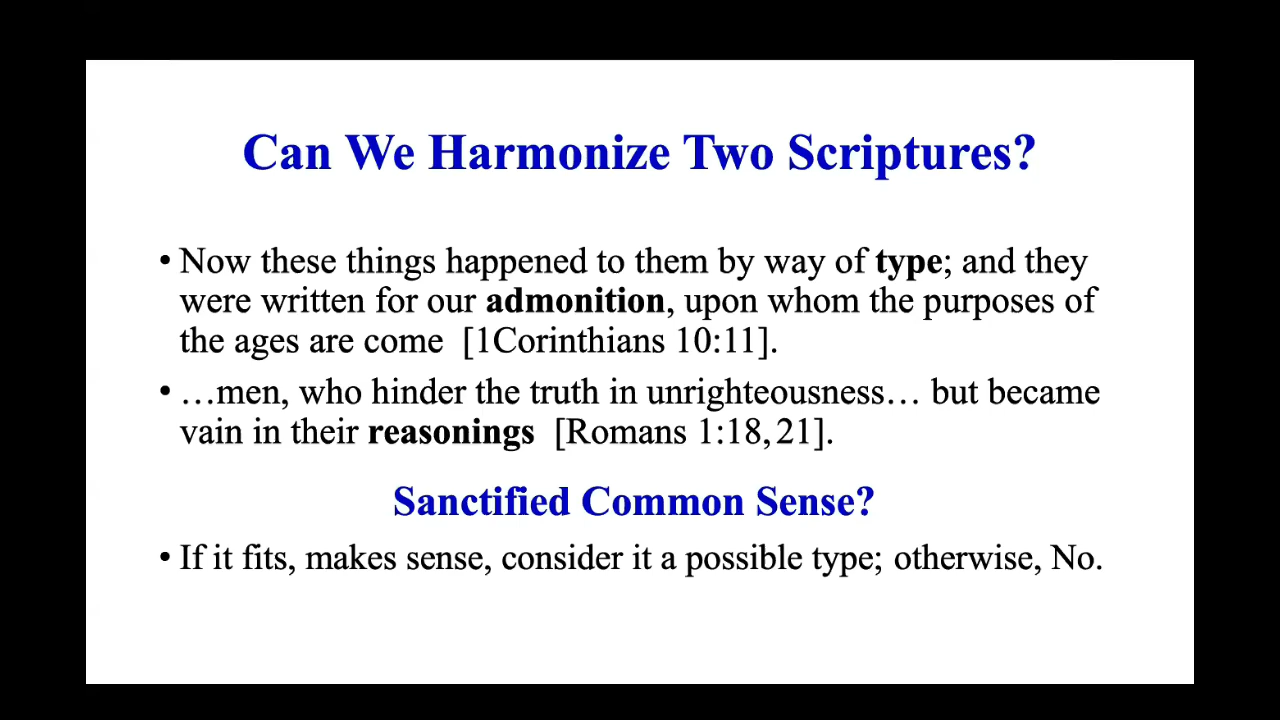 Can We Harmonize Two Scriptures?
• Now these things happened to them by way of type; and they
were written for our admonition, upon whom the purposes of
the ages are come [1Corinthians 10:11].
• …men, who hinder the truth in unrighteousness… but became
vain in their reasonings [Romans 1:18, 21].
Sanctified Common Sense?
• If it fits, makes sense, consider it a possible type; otherwise, No.